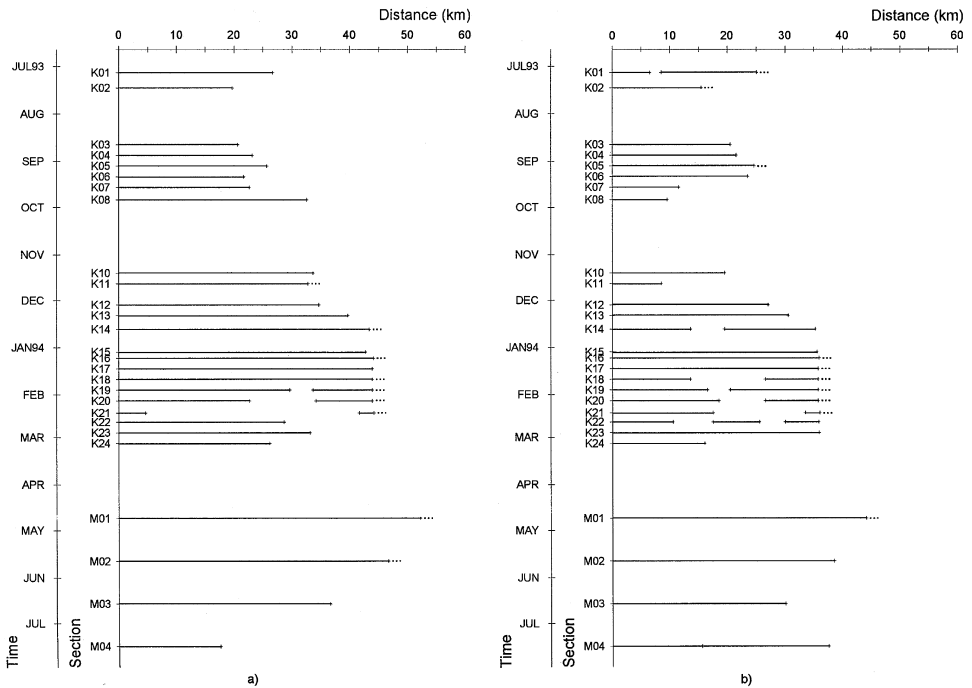 Distance (km)
0 10 20 30 40 50 60
JUL93
AUG
SEP
OCT
NOV
DEC
JAN94
FEB
MAR
APR
MAY
JUN
JUL
Time
K01
K02
K03
K04
K05
K06
K07
K08
K10
K11
K12
K13
K14
K15
K16
K17
K18
K19
K20
K21
K22
K23
K24
M01
M02
M03
M04
Section
a)
Distance (km)
0 10 20 30 40 50 60
JUL93
AUG
SEP
OCT
NOV
DEC
JAN94
FEB
MAR
APR
MAY
JUN
JUL
Time
K01
K02
K03
K04
K05
K06
K07
K08
K10
K11
K12
K13
K14
K15
K16
K17
K18
K19
K20
K21
K22
K23
K24
M01
M02
M03
M04
Section
b)